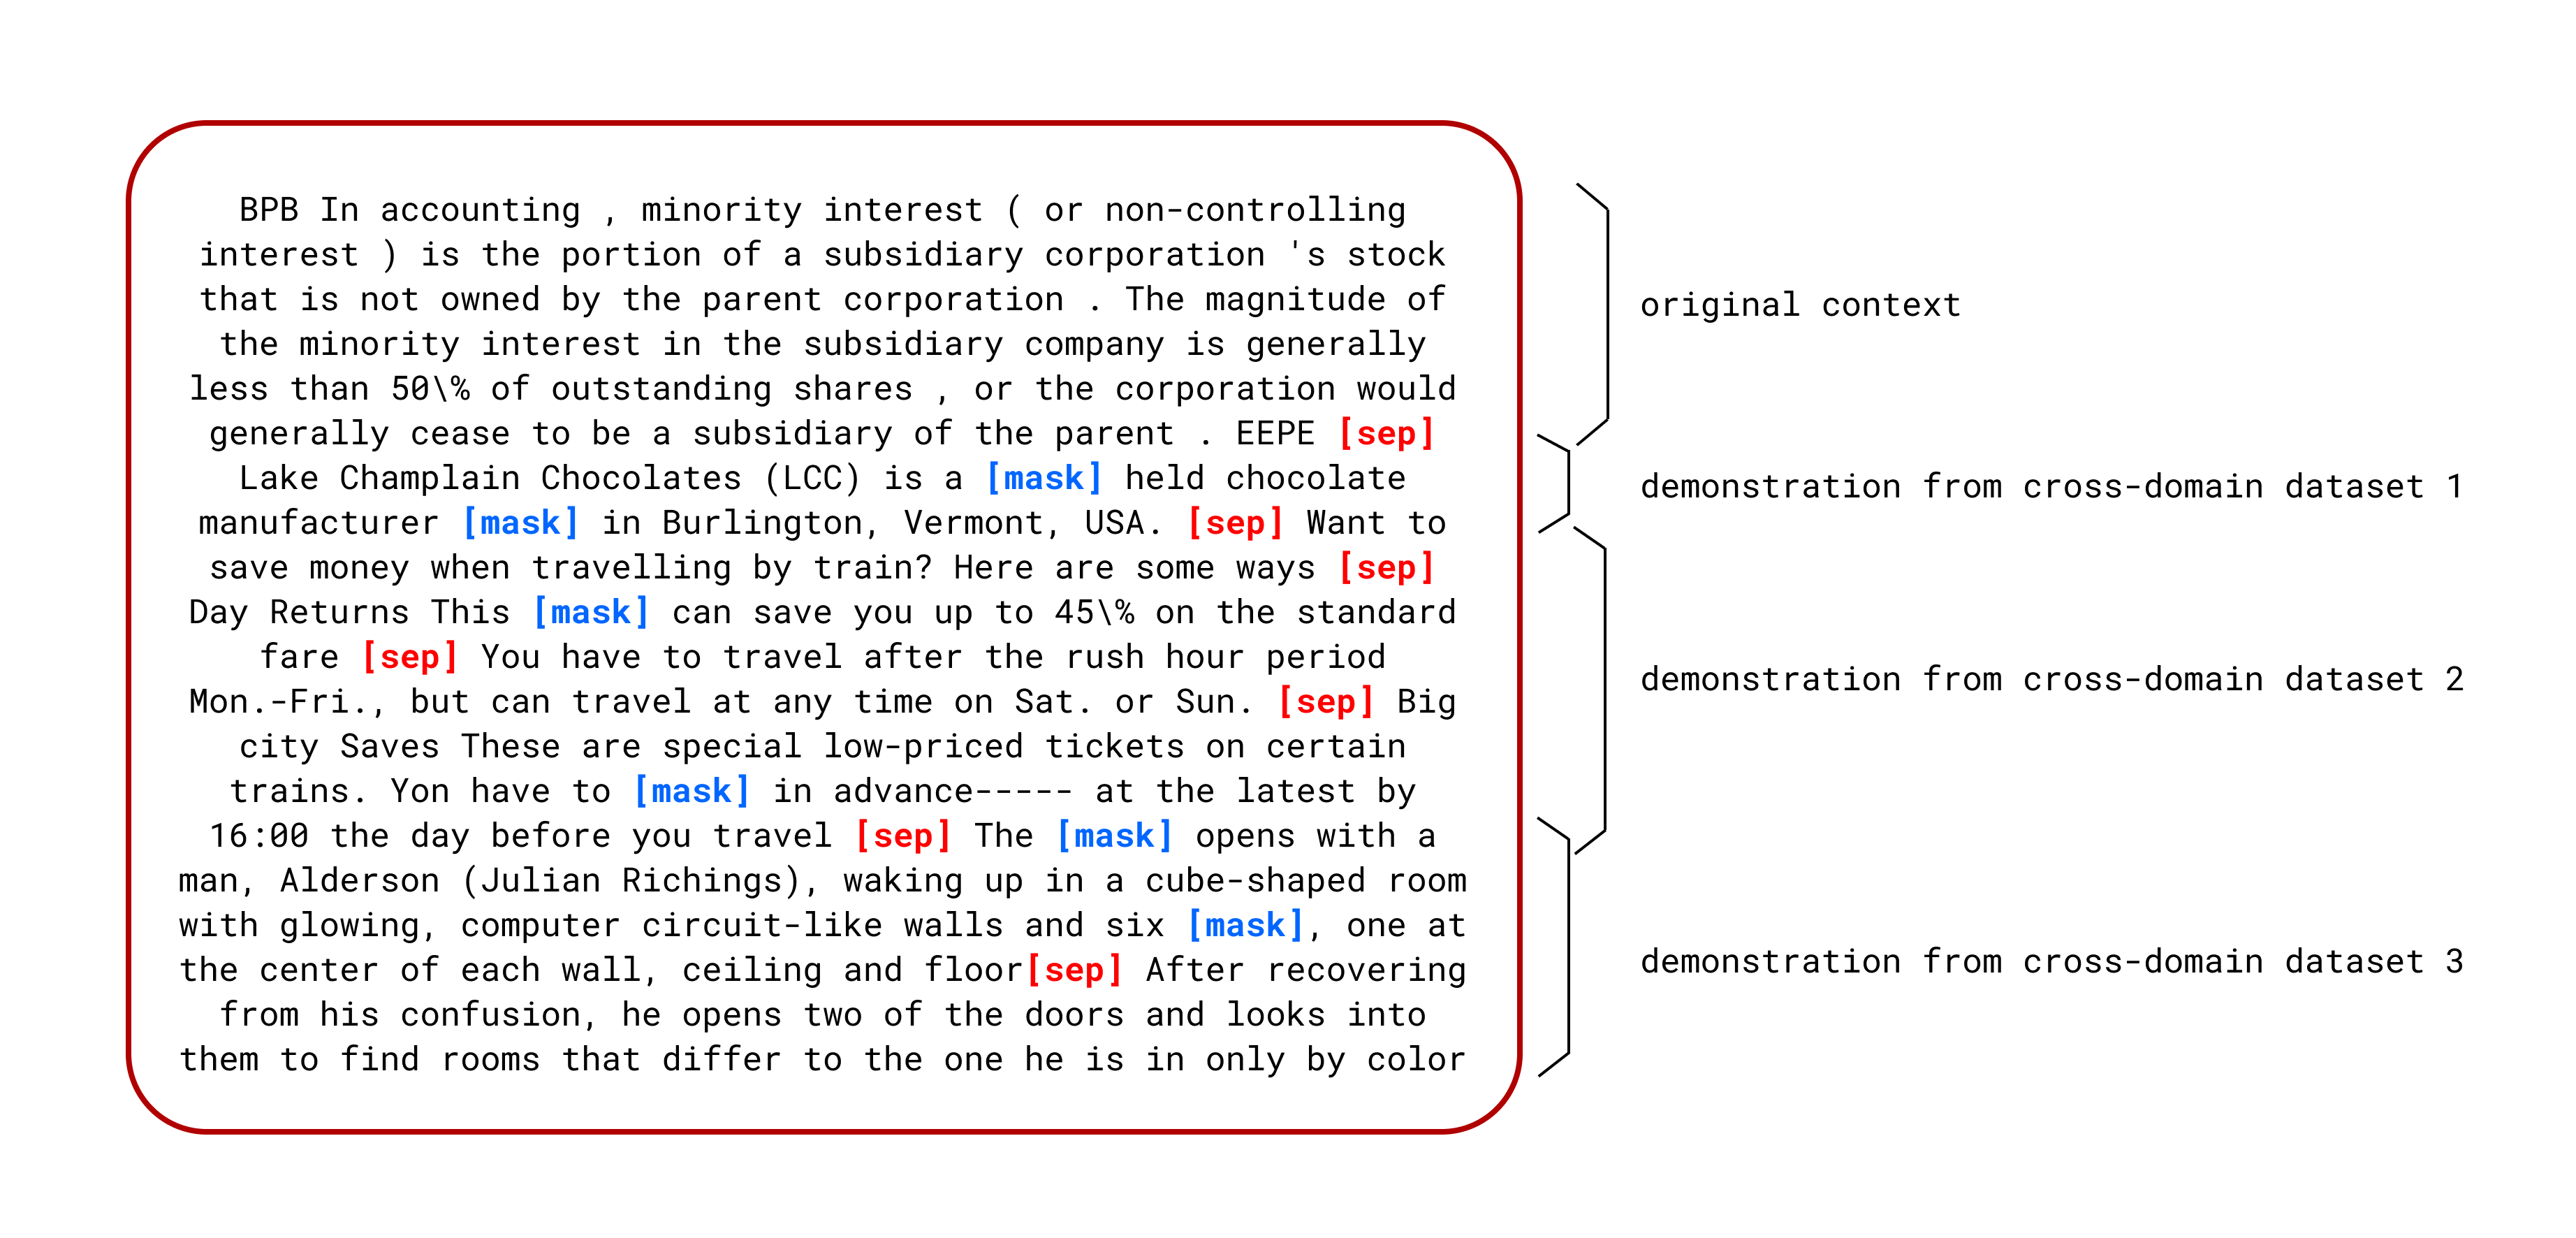 BPB In accounting , minority interest ( or non-controlling
interest ) is the portion of a subsidiary corporation 's stock
that is not owned by the parent corporation . The magnitude of
the minority interest in the subsidiary company is generally
less than 50\% of outstanding shares , or the corporation would
generally cease to be a subsidiary of the parent . EEPE [sep]
Lake Champlain Chocolates (LCC) is a [mask] held chocolate
manufacturer [mask] in Burlington, Vermont, USA. [sep] Want to
save money when travelling by train? Here are some ways [sep]
Day Returns This [mask] can save you up to 45\% on the standard
fare [sep] You have to travel after the rush hour period
Mon.-Fri., but can travel at any time on Sat. or Sun. [sep] Big
city Saves These are special low-priced tickets on certain
trains. Yon have to [mask] in advance----- at the latest by
16:00 the day before you travel [sep] The [mask] opens with a
man, Alderson (Julian Richings), waking up in a cube-shaped room
with glowing, computer circuit-like walls and six [mask], one at
the center of each wall, ceiling and floor[sep] After recovering
from his confusion, he opens two of the doors and looks into
them to find rooms that differ to the one he is in only by color
original context
demonstration from cross-domain dataset 1
demonstration from cross-domain dataset 2
demonstration from cross-domain dataset 3